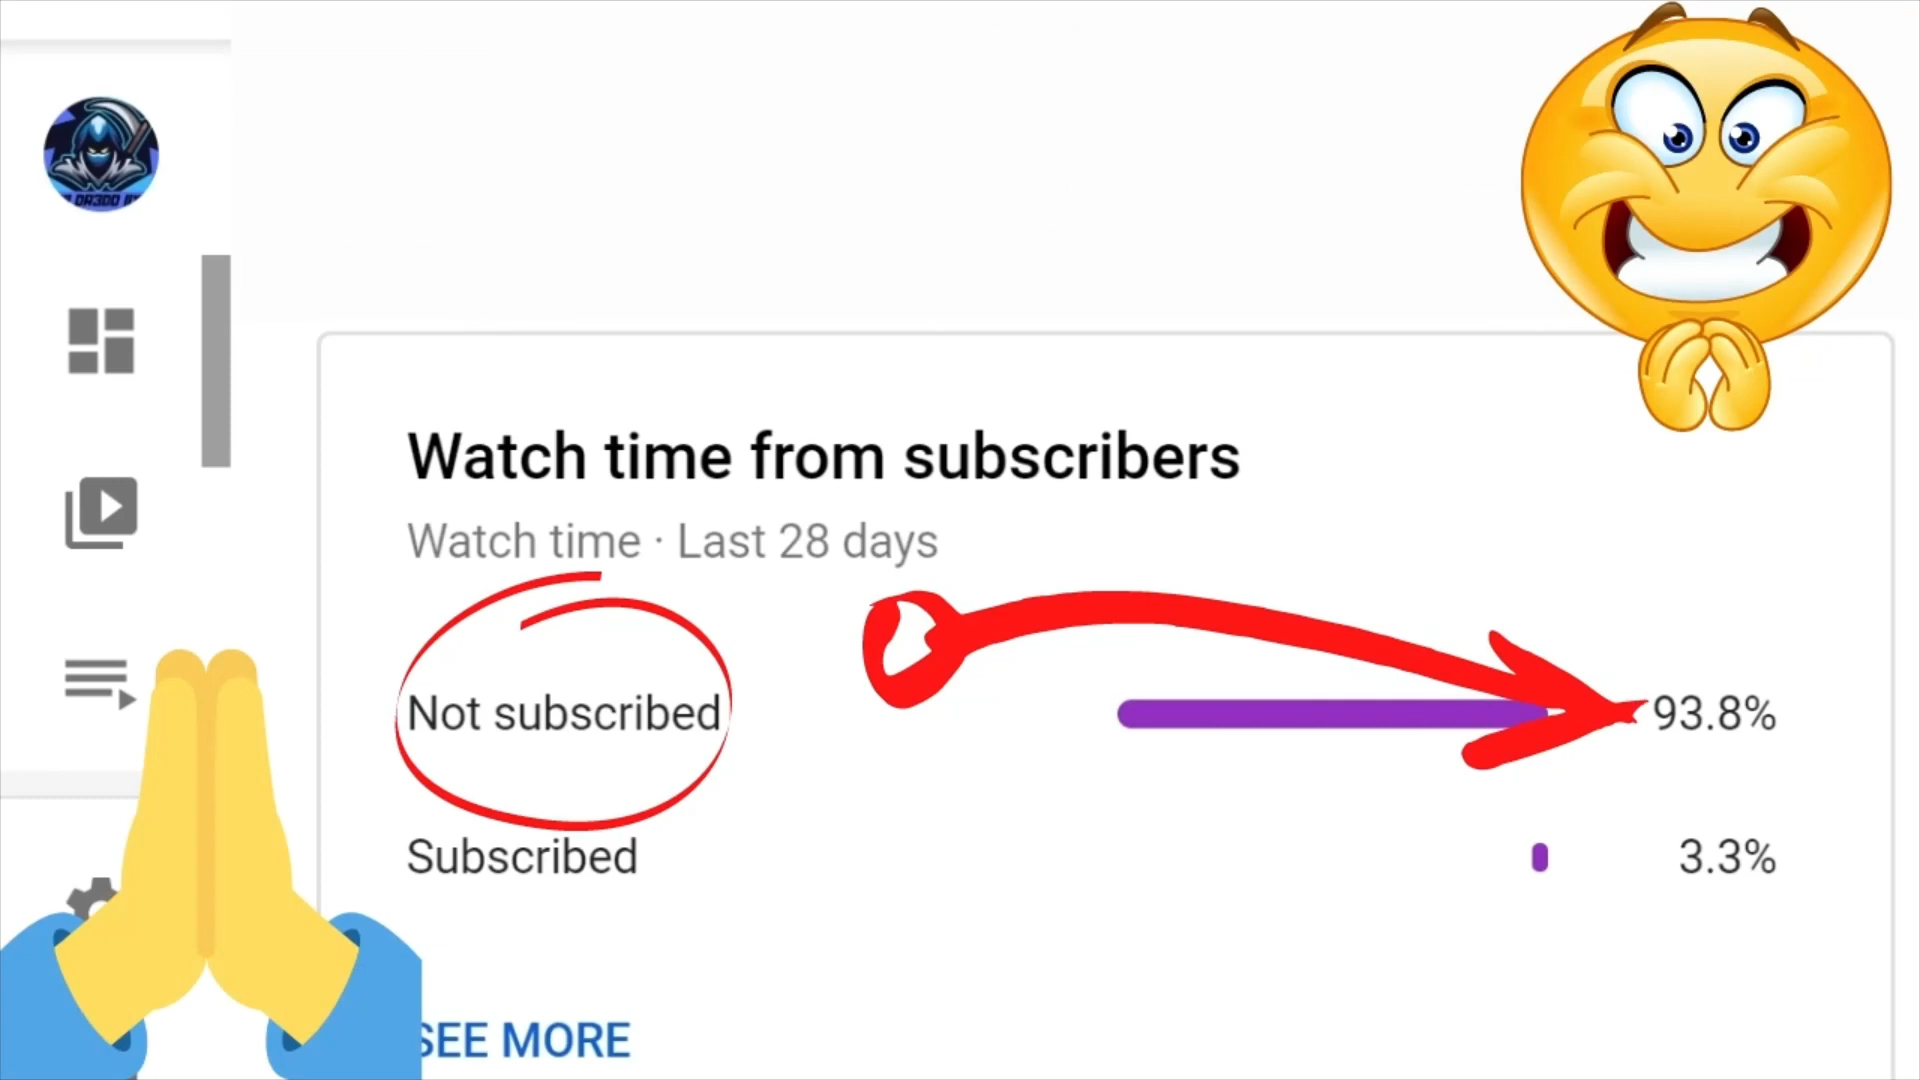 Watch time from subscribers
Watch time · Last 28 days
Not subscribed 93.8%
Subscribed 3.3%
SEE MORE